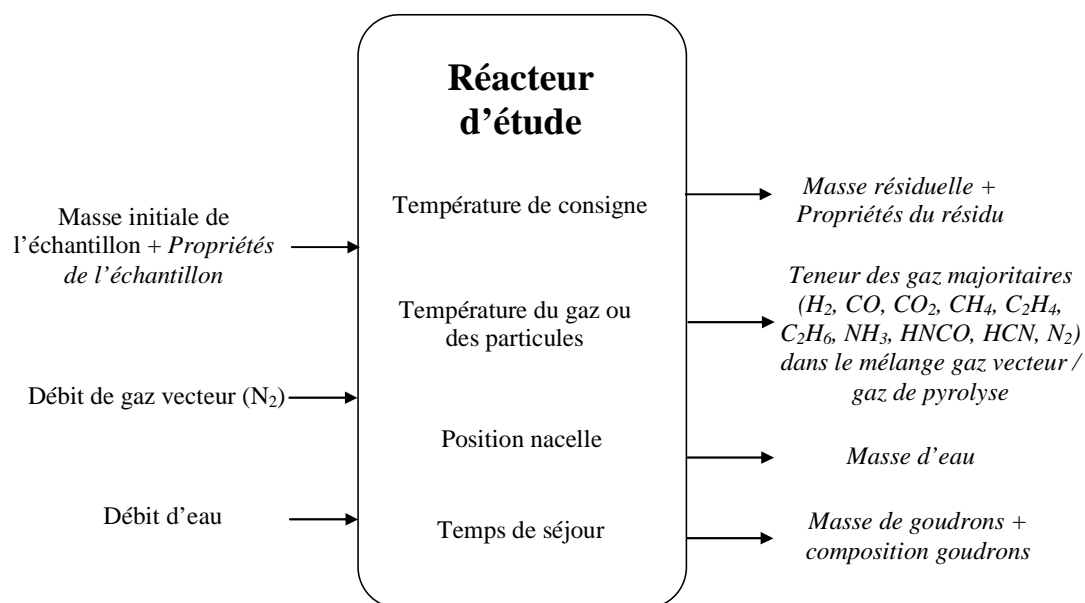 Réacteur
d’étude
Masse initiale de
l’échantillon + Propriétés
de l’échantillon
Débit de gaz vecteur (N₂)
Débit d’eau
Température de consigne
Température du gaz ou
des particules
Position nacelle
Temps de séjour
Masse résiduelle +
Propriétés du résidu
Teneur des gaz majoritaires
(H₂, CO, CO₂, CH₄, C₂H₄,
C₂H₆, NH₃, HNCO, HCN, N₂)
dans le mélange gaz vecteur /
gaz de pyrolyse
Masse d’eau
Masse de goudrons +
composition goudrons